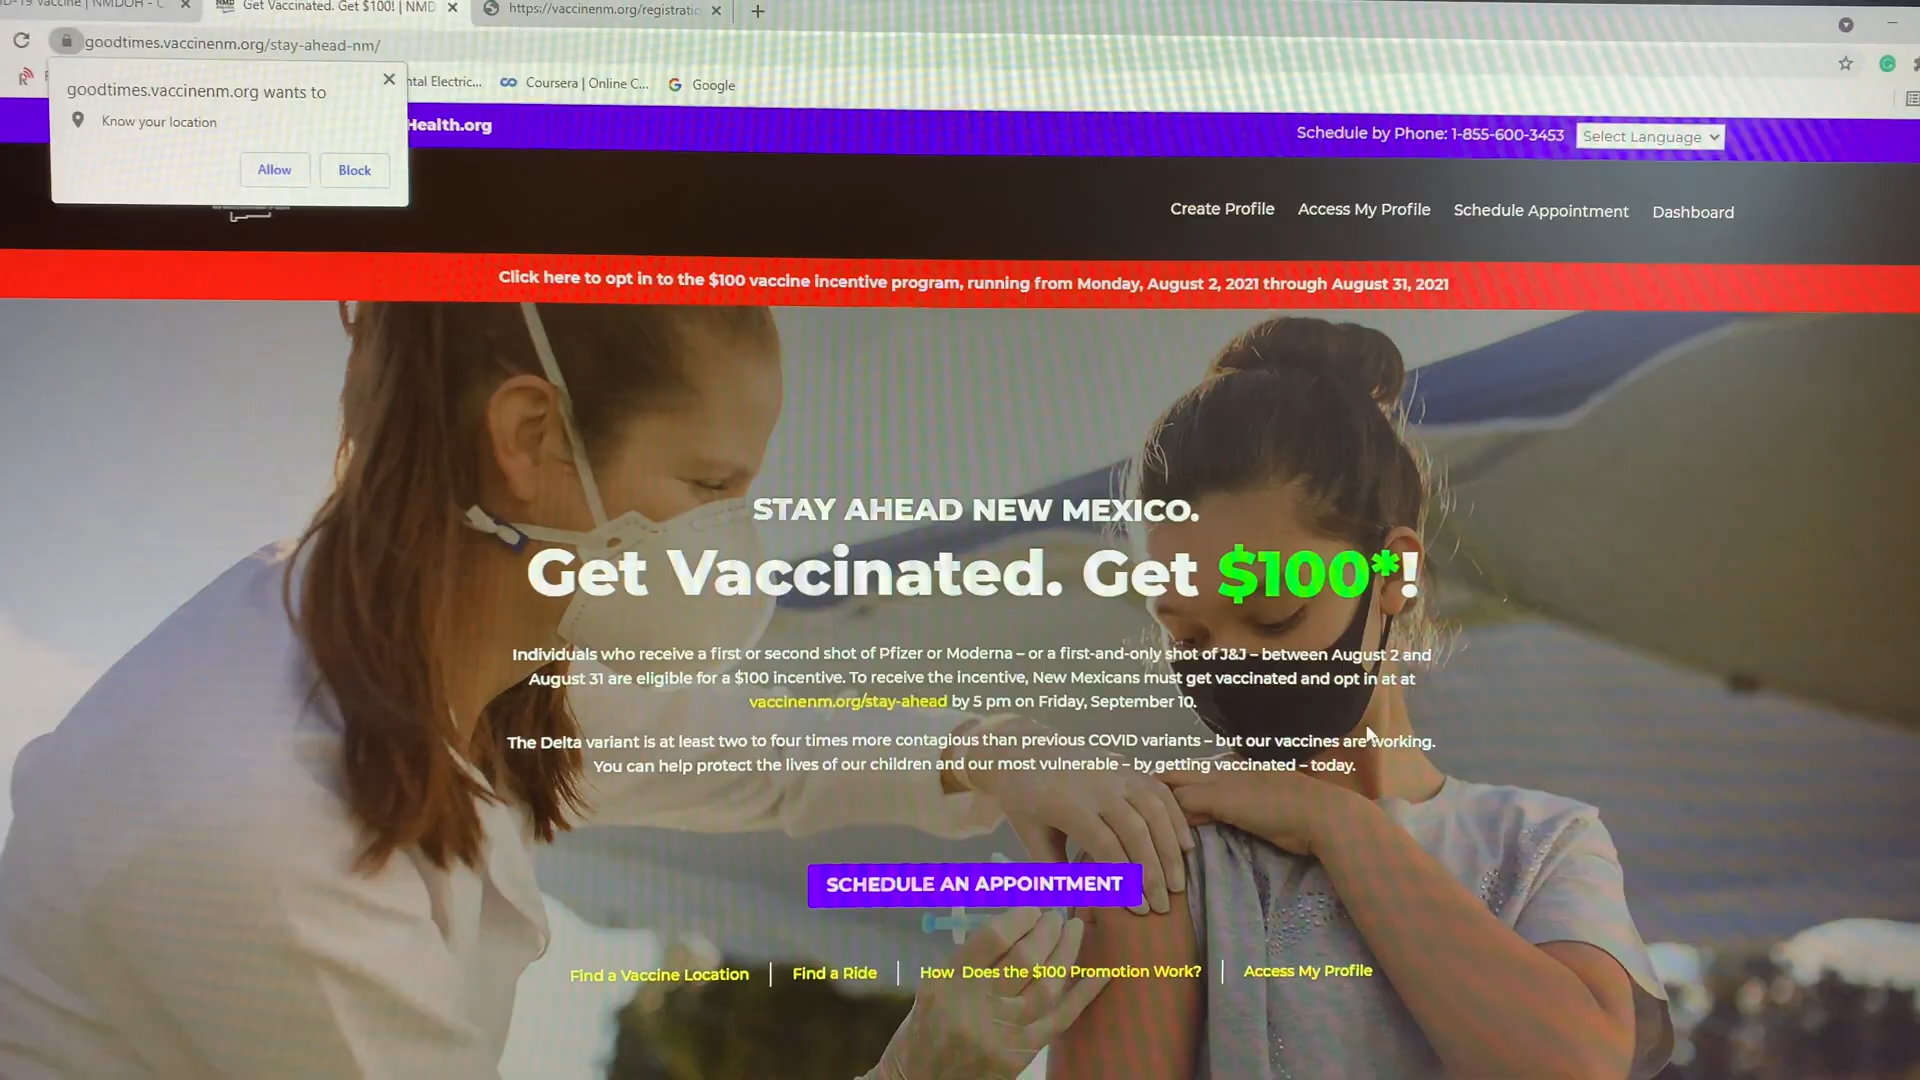 Get Vaccinated. Get $100! | NMD
https://vaccinenm.org/registratic
goodtimes.vaccinenm.org/stay-ahead-nm/
ntal Electric...
Coursera | Online C...
Google
goodtimes.vaccinenm.org wants to
Know your location
Allow
Block
Health.org
Schedule by Phone: 1-855-600-3453
Select Language
Create Profile
Access My Profile
Schedule Appointment
Dashboard
Click here to opt in to the $100 vaccine incentive program, running from Monday, August 2, 2021 through August 31, 2021
STAY AHEAD NEW MEXICO.
Get Vaccinated. Get $100*!
Individuals who receive a first or second shot of Pfizer or Moderna – or a first-and-only shot of J&J – between August 2 and
August 31 are eligible for a $100 incentive. To receive the incentive, New Mexicans must get vaccinated and opt in at at
vaccinenm.org/stay-ahead by 5 pm on Friday, September 10.
The Delta variant is at least two to four times more contagious than previous COVID variants – but our vaccines are working.
You can help protect the lives of our children and our most vulnerable – by getting vaccinated – today.
SCHEDULE AN APPOINTMENT
Find a Vaccine Location
Find a Ride
How Does the $100 Promotion Work?
Access My Profile